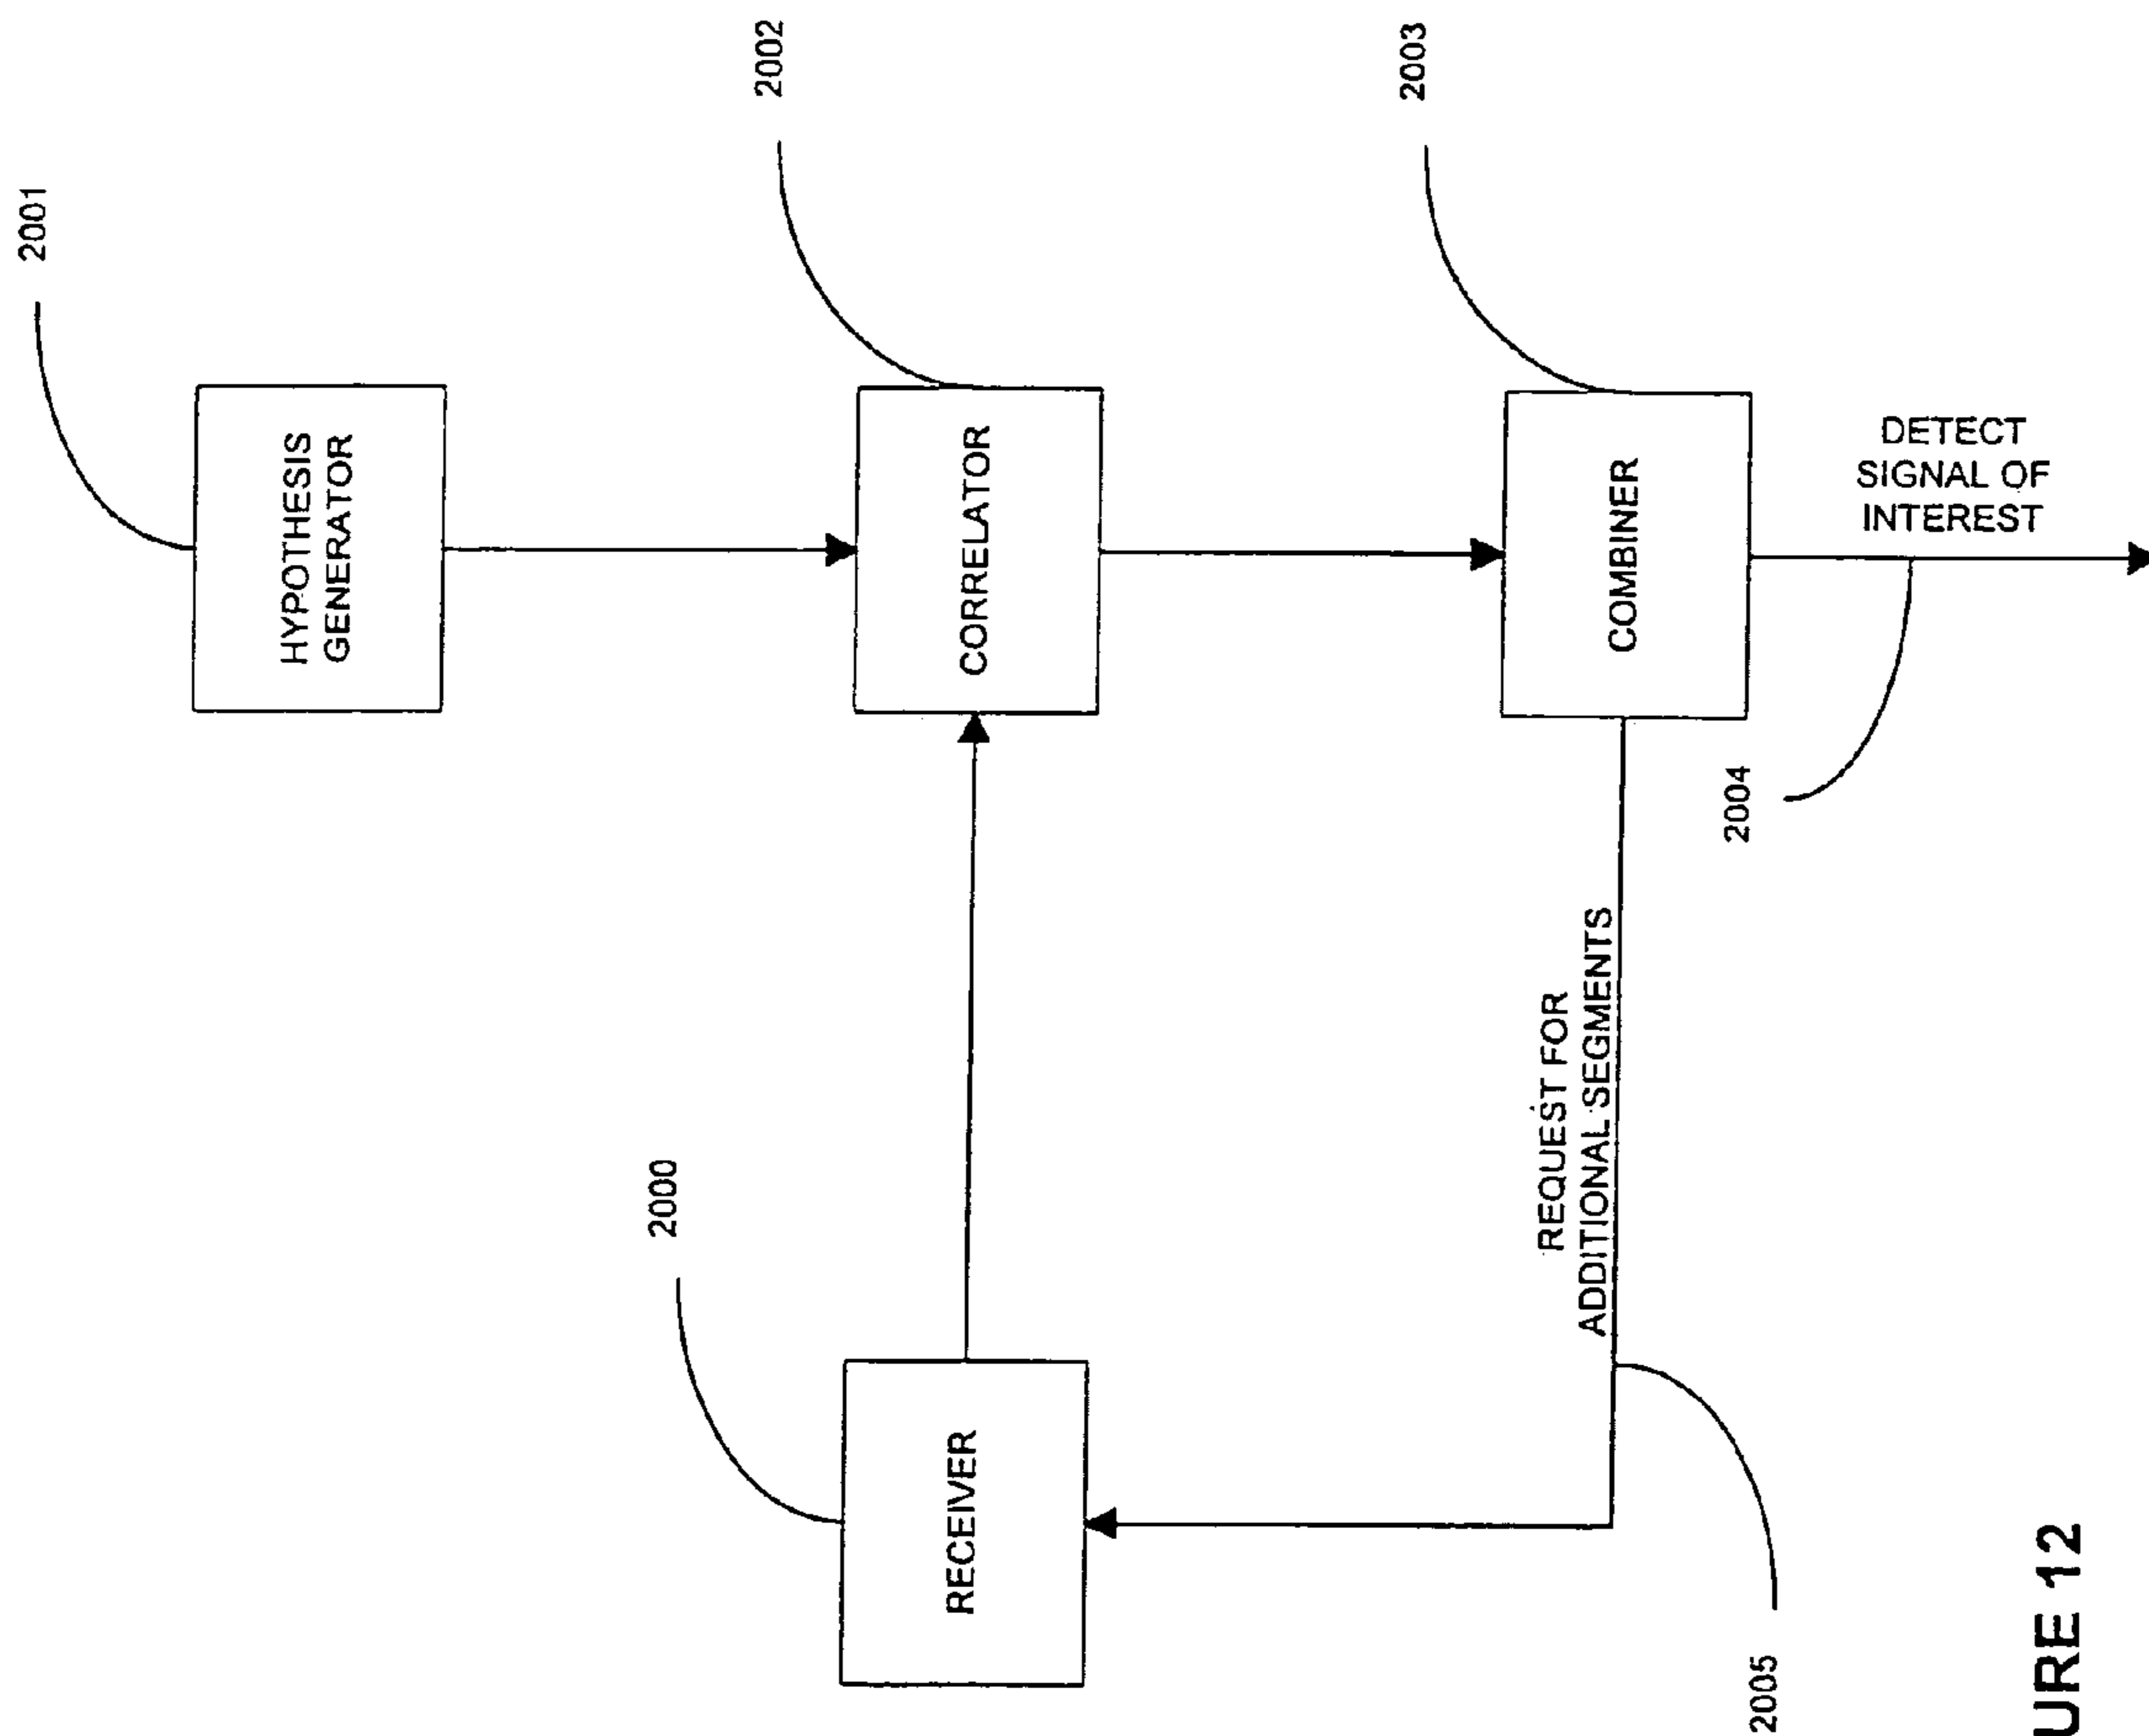 2001
HYPOTHESIS
GENERATOR
2002
CORRELATOR
2000
RECEIVER
2003
COMBINER
DETECT
SIGNAL OF
INTEREST
2004
REQUEST FOR
ADDITIONAL SEGMENTS
2005
URE 12